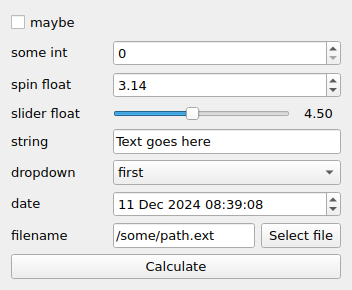 maybe
some int 0
spin float 3.14
slider float 4.50
string Text goes here
dropdown first
date 11 Dec 2024 08:39:08
filename /some/path.ext Select file
Calculate